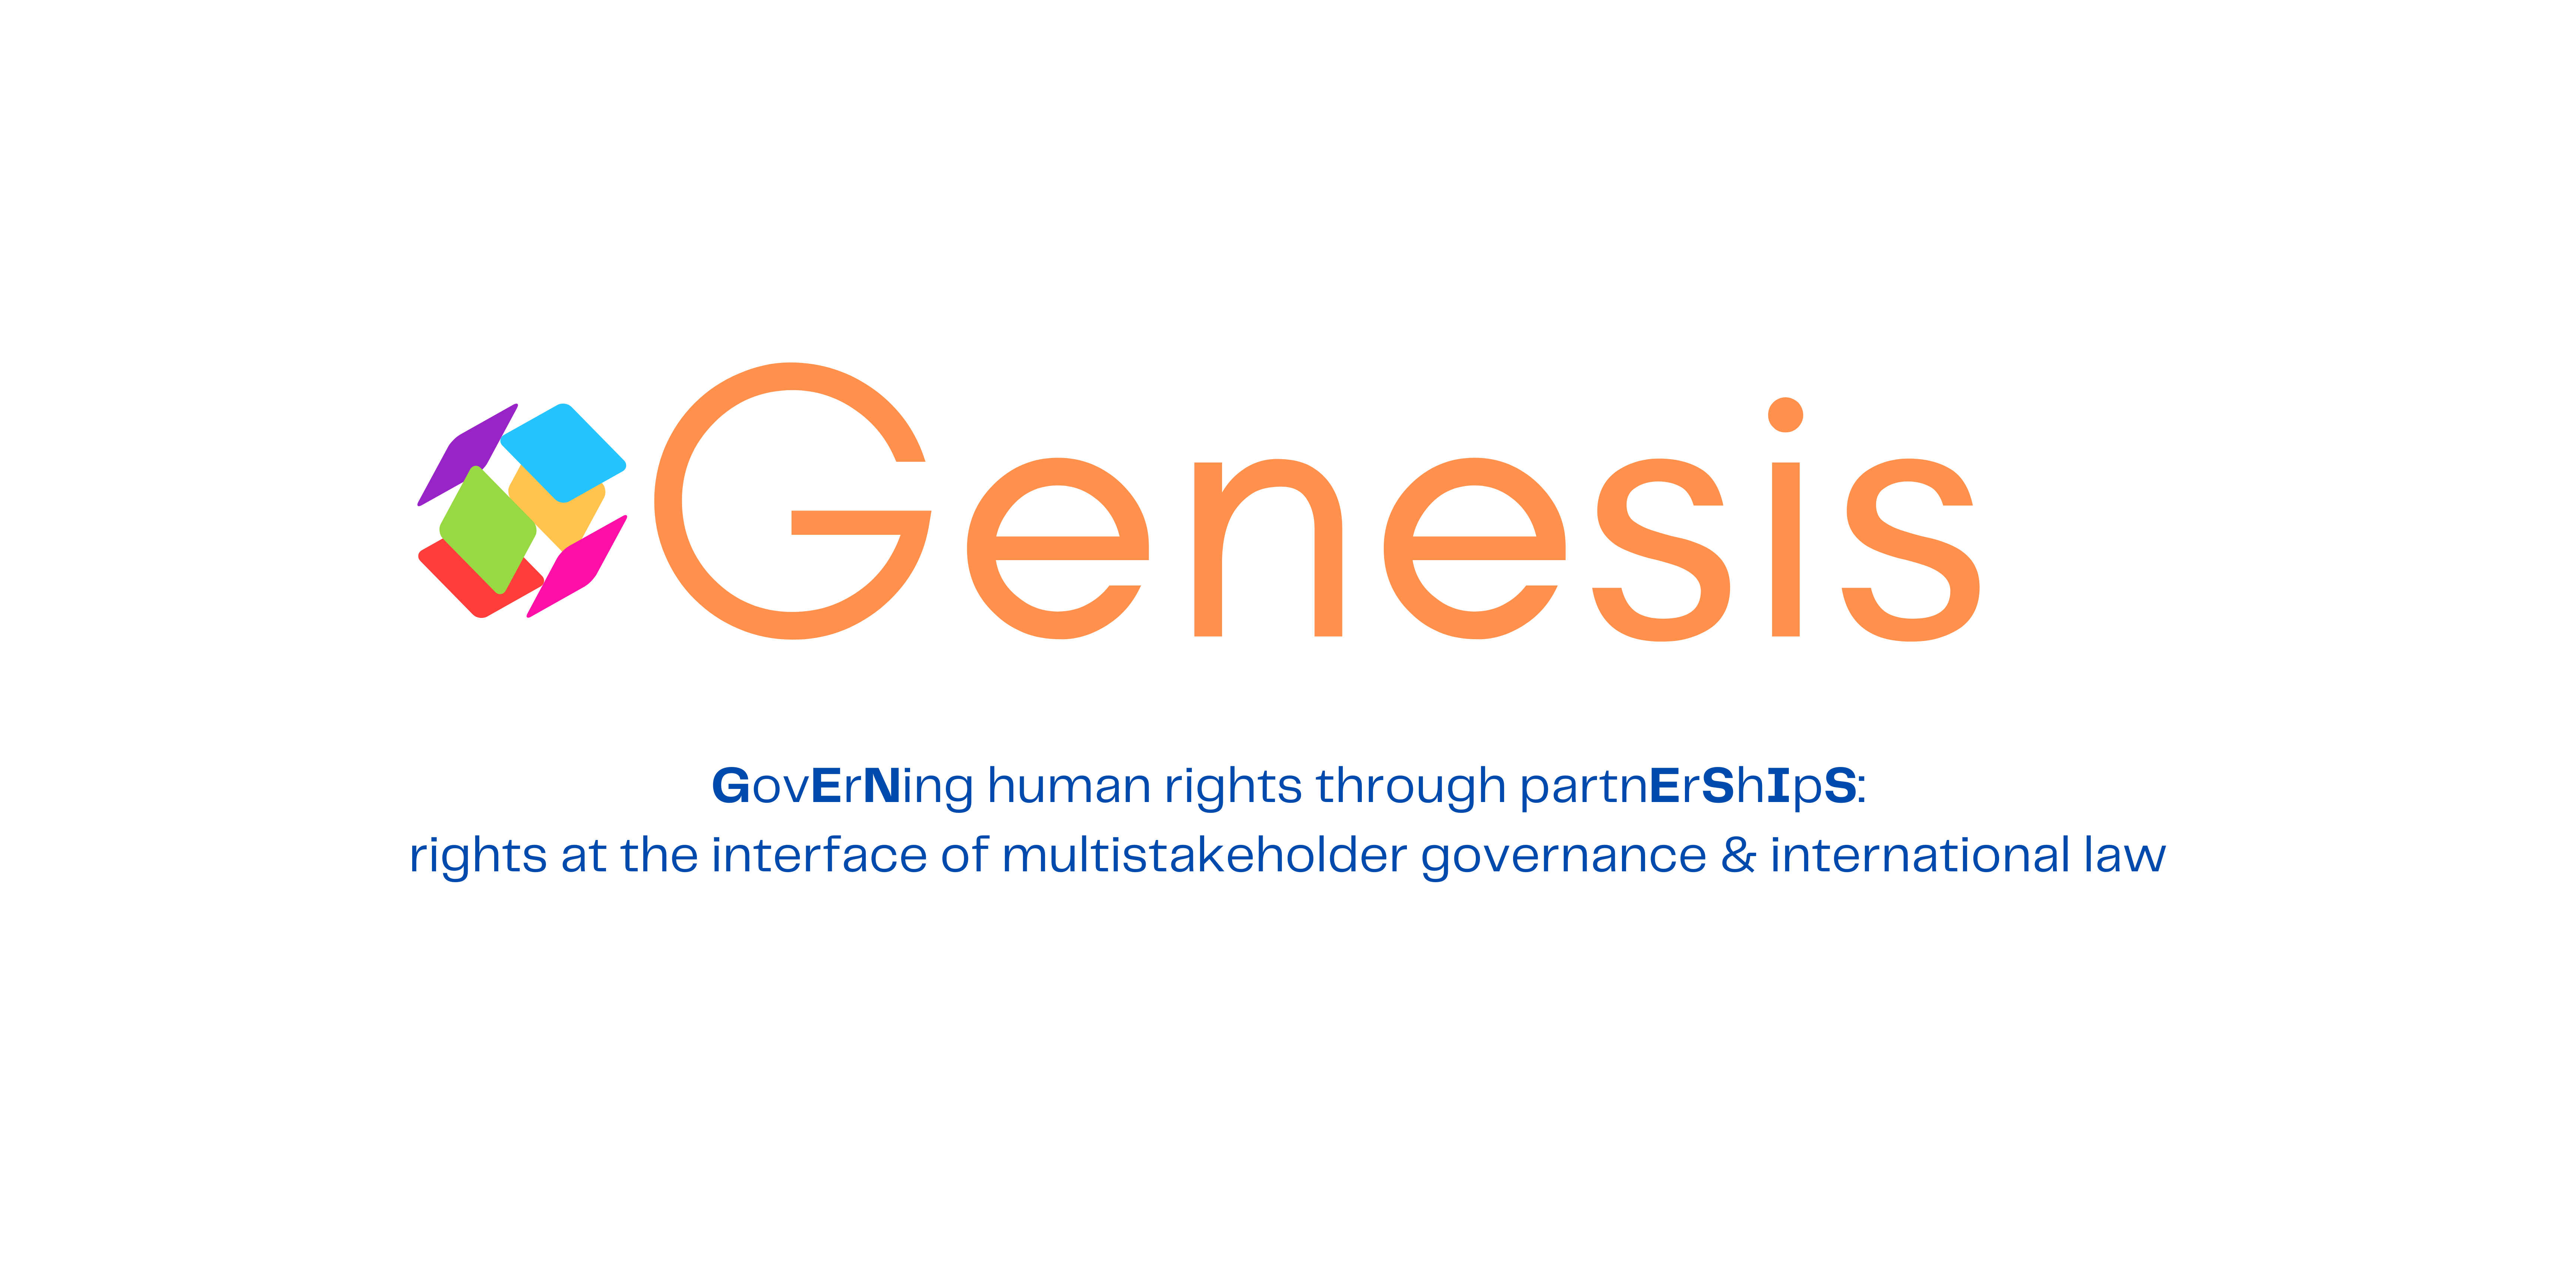 Genesis
GovErNing human rights through partnErShIpS:
rights at the interface of multistakeholder governance & international law